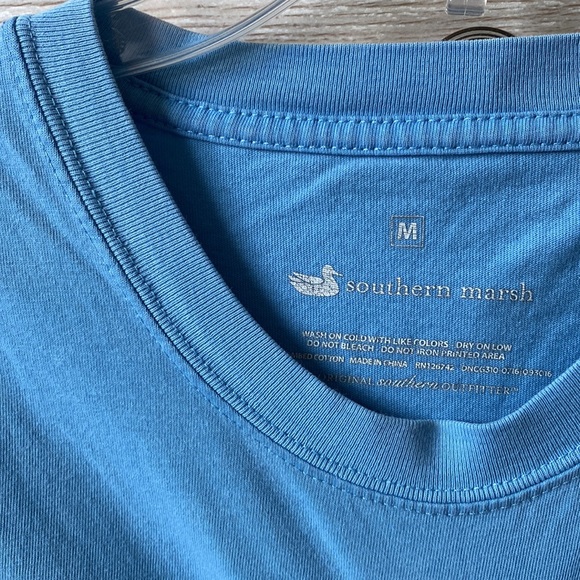 M
southern marsh
WASH ON COLD WITH LIKE COLORS - DRY ON LOW
DO NOT BLEACH - DO NOT IRON PRINTED AREA
COTTON - MADE IN CHINA RN126742
southern OUTFITTER